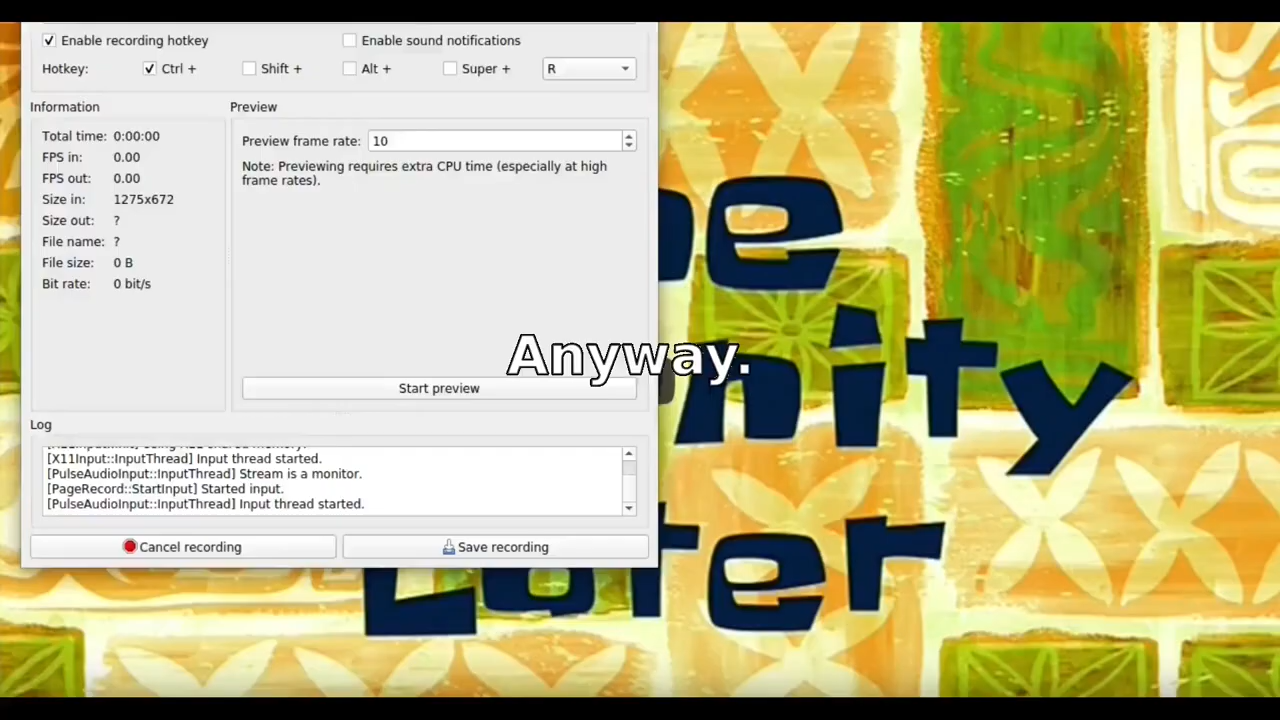 Enable recording hotkey Enable sound notifications
Hotkey: Ctrl + Shift + Alt + Super + R
Information
Total time: 0:00:00
FPS in: 0.00
FPS out: 0.00
Size in: 1275x672
Size out: ?
File name: ?
File size: 0 B
Bit rate: 0 bit/s
Preview
Preview frame rate: 10
Note: Previewing requires extra CPU time (especially at high
frame rates).
Start preview
Anyway.
Log
[X11Input::InputThread] Input thread started.
[PulseAudioInput::InputThread] Stream is a monitor.
[PageRecord::StartInput] Started input.
[PulseAudioInput::InputThread] Input thread started.
Cancel recording Save recording